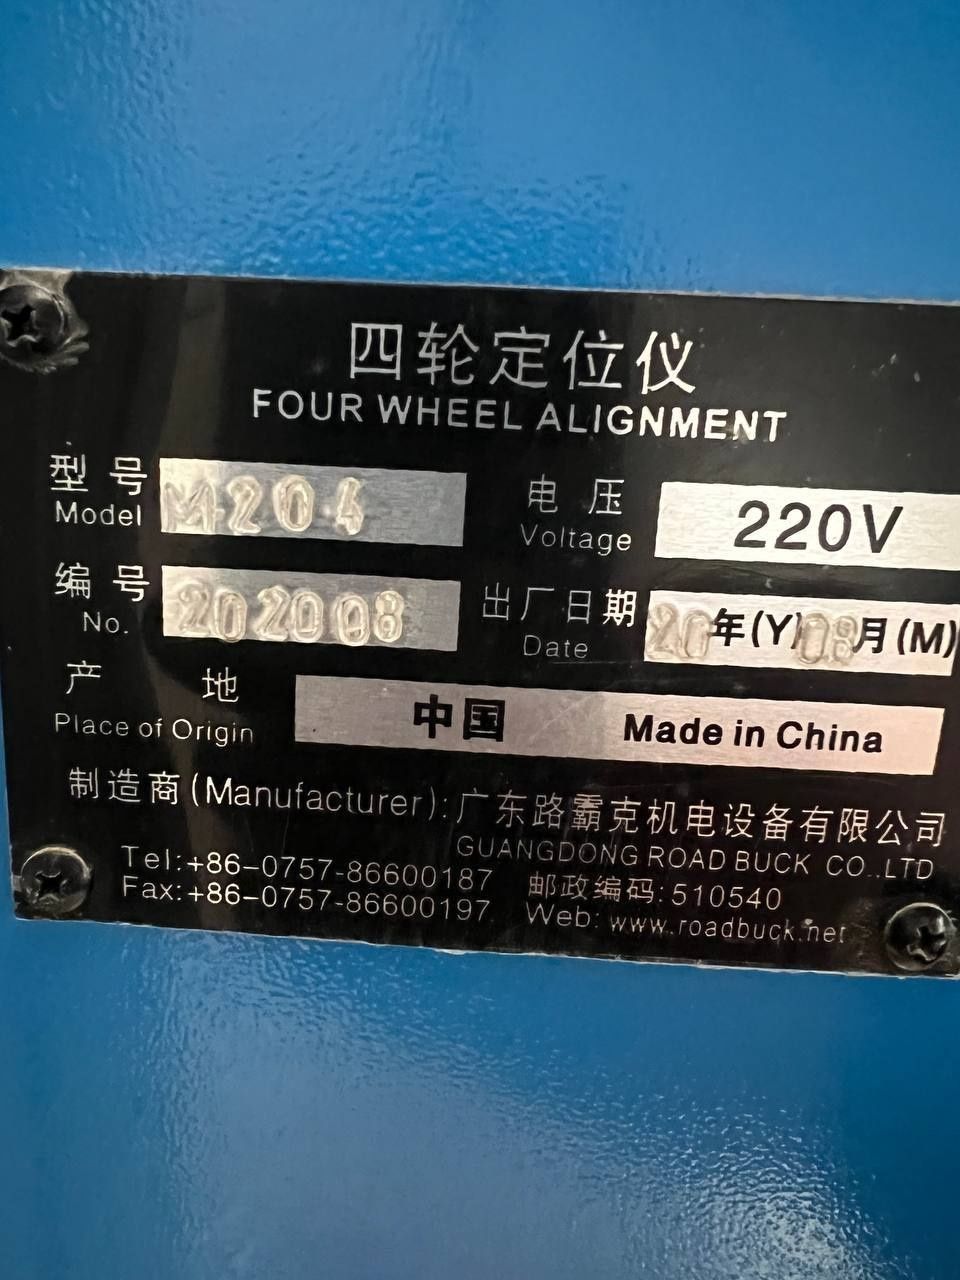 四轮定位仪
FOUR WHEEL ALIGNMENT
型号 M204 电压 220V
Model Voltage
编号 202008 出厂日期 20年(Y)08月(M)
No. Date
产地 中国 Made in China
Place of Origin
制造商(Manufacturer):广东路霸克机电设备有限公司
GUANGDONG ROAD BUCK CO.,LTD
Tel:+86-0757-86600187 邮政编码:510540
Fax:+86-0757-86600197 Web: www.roadbuck.net